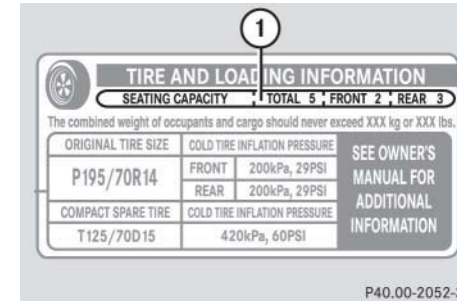 1
TIRE AND LOADING INFORMATION
SEATING CAPACITY TOTAL 5 FRONT 2 REAR 3
The combined weight of occupants and cargo should never exceed XXX kg or XXX lbs.
ORIGINAL TIRE SIZE
COLD TIRE INFLATION PRESSURE
P195/70R14
FRONT 200kPa, 29PSI
REAR 200kPa, 29PSI
COMPACT SPARE TIRE
COLD TIRE INFLATION PRESSURE
T125/70D15
420kPa, 60PSI
SEE OWNER'S
MANUAL FOR
ADDITIONAL
INFORMATION
P40.00-2052-